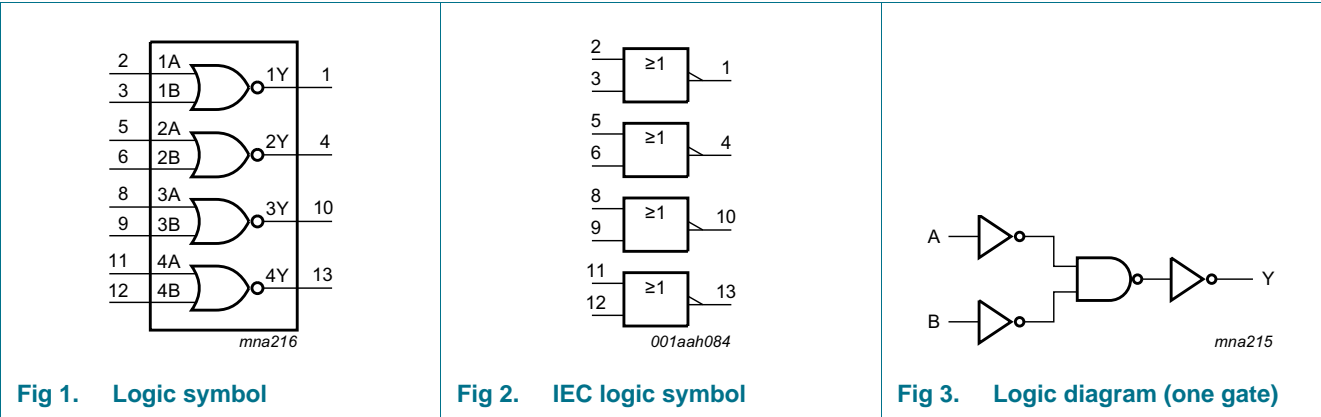 2 1A 1Y 1
3 1B
5 2A 2Y 4
6 2B
8 3A 3Y 10
9 3B
11 4A 4Y 13
12 4B
mna216
Fig 1. Logic symbol
2 ≥1 1
3
5 ≥1 4
6
8 ≥1 10
9
11 ≥1 13
12
001aah084
Fig 2. IEC logic symbol
A
Y
B
mna215
Fig 3. Logic diagram (one gate)